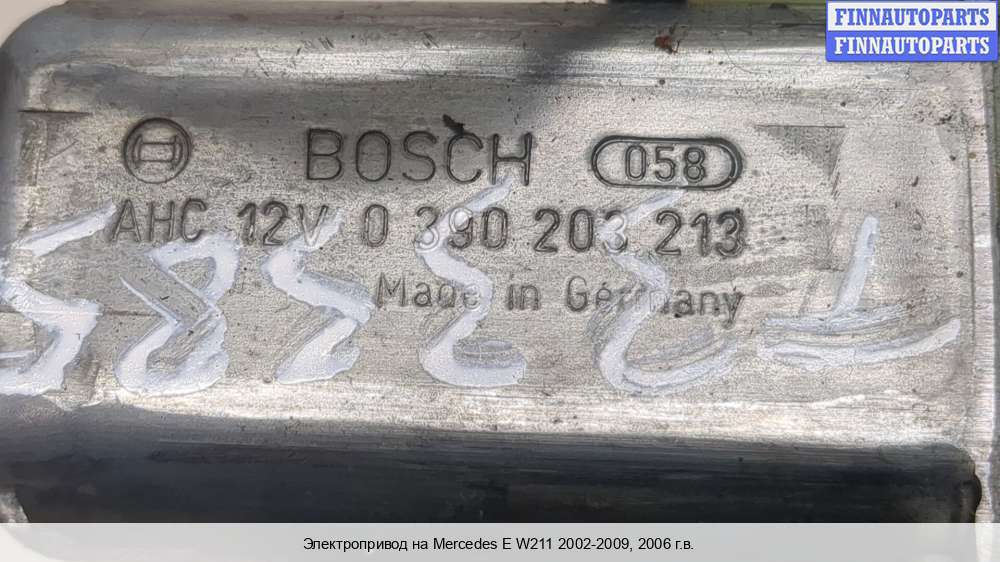 FINNAUTOPARTS
FINNAUTOPARTS
BOSCH 058
AHC 12V 0 390 203 213
Made in Germany
Электропривод на Mercedes E W211 2002-2009, 2006 г.в.